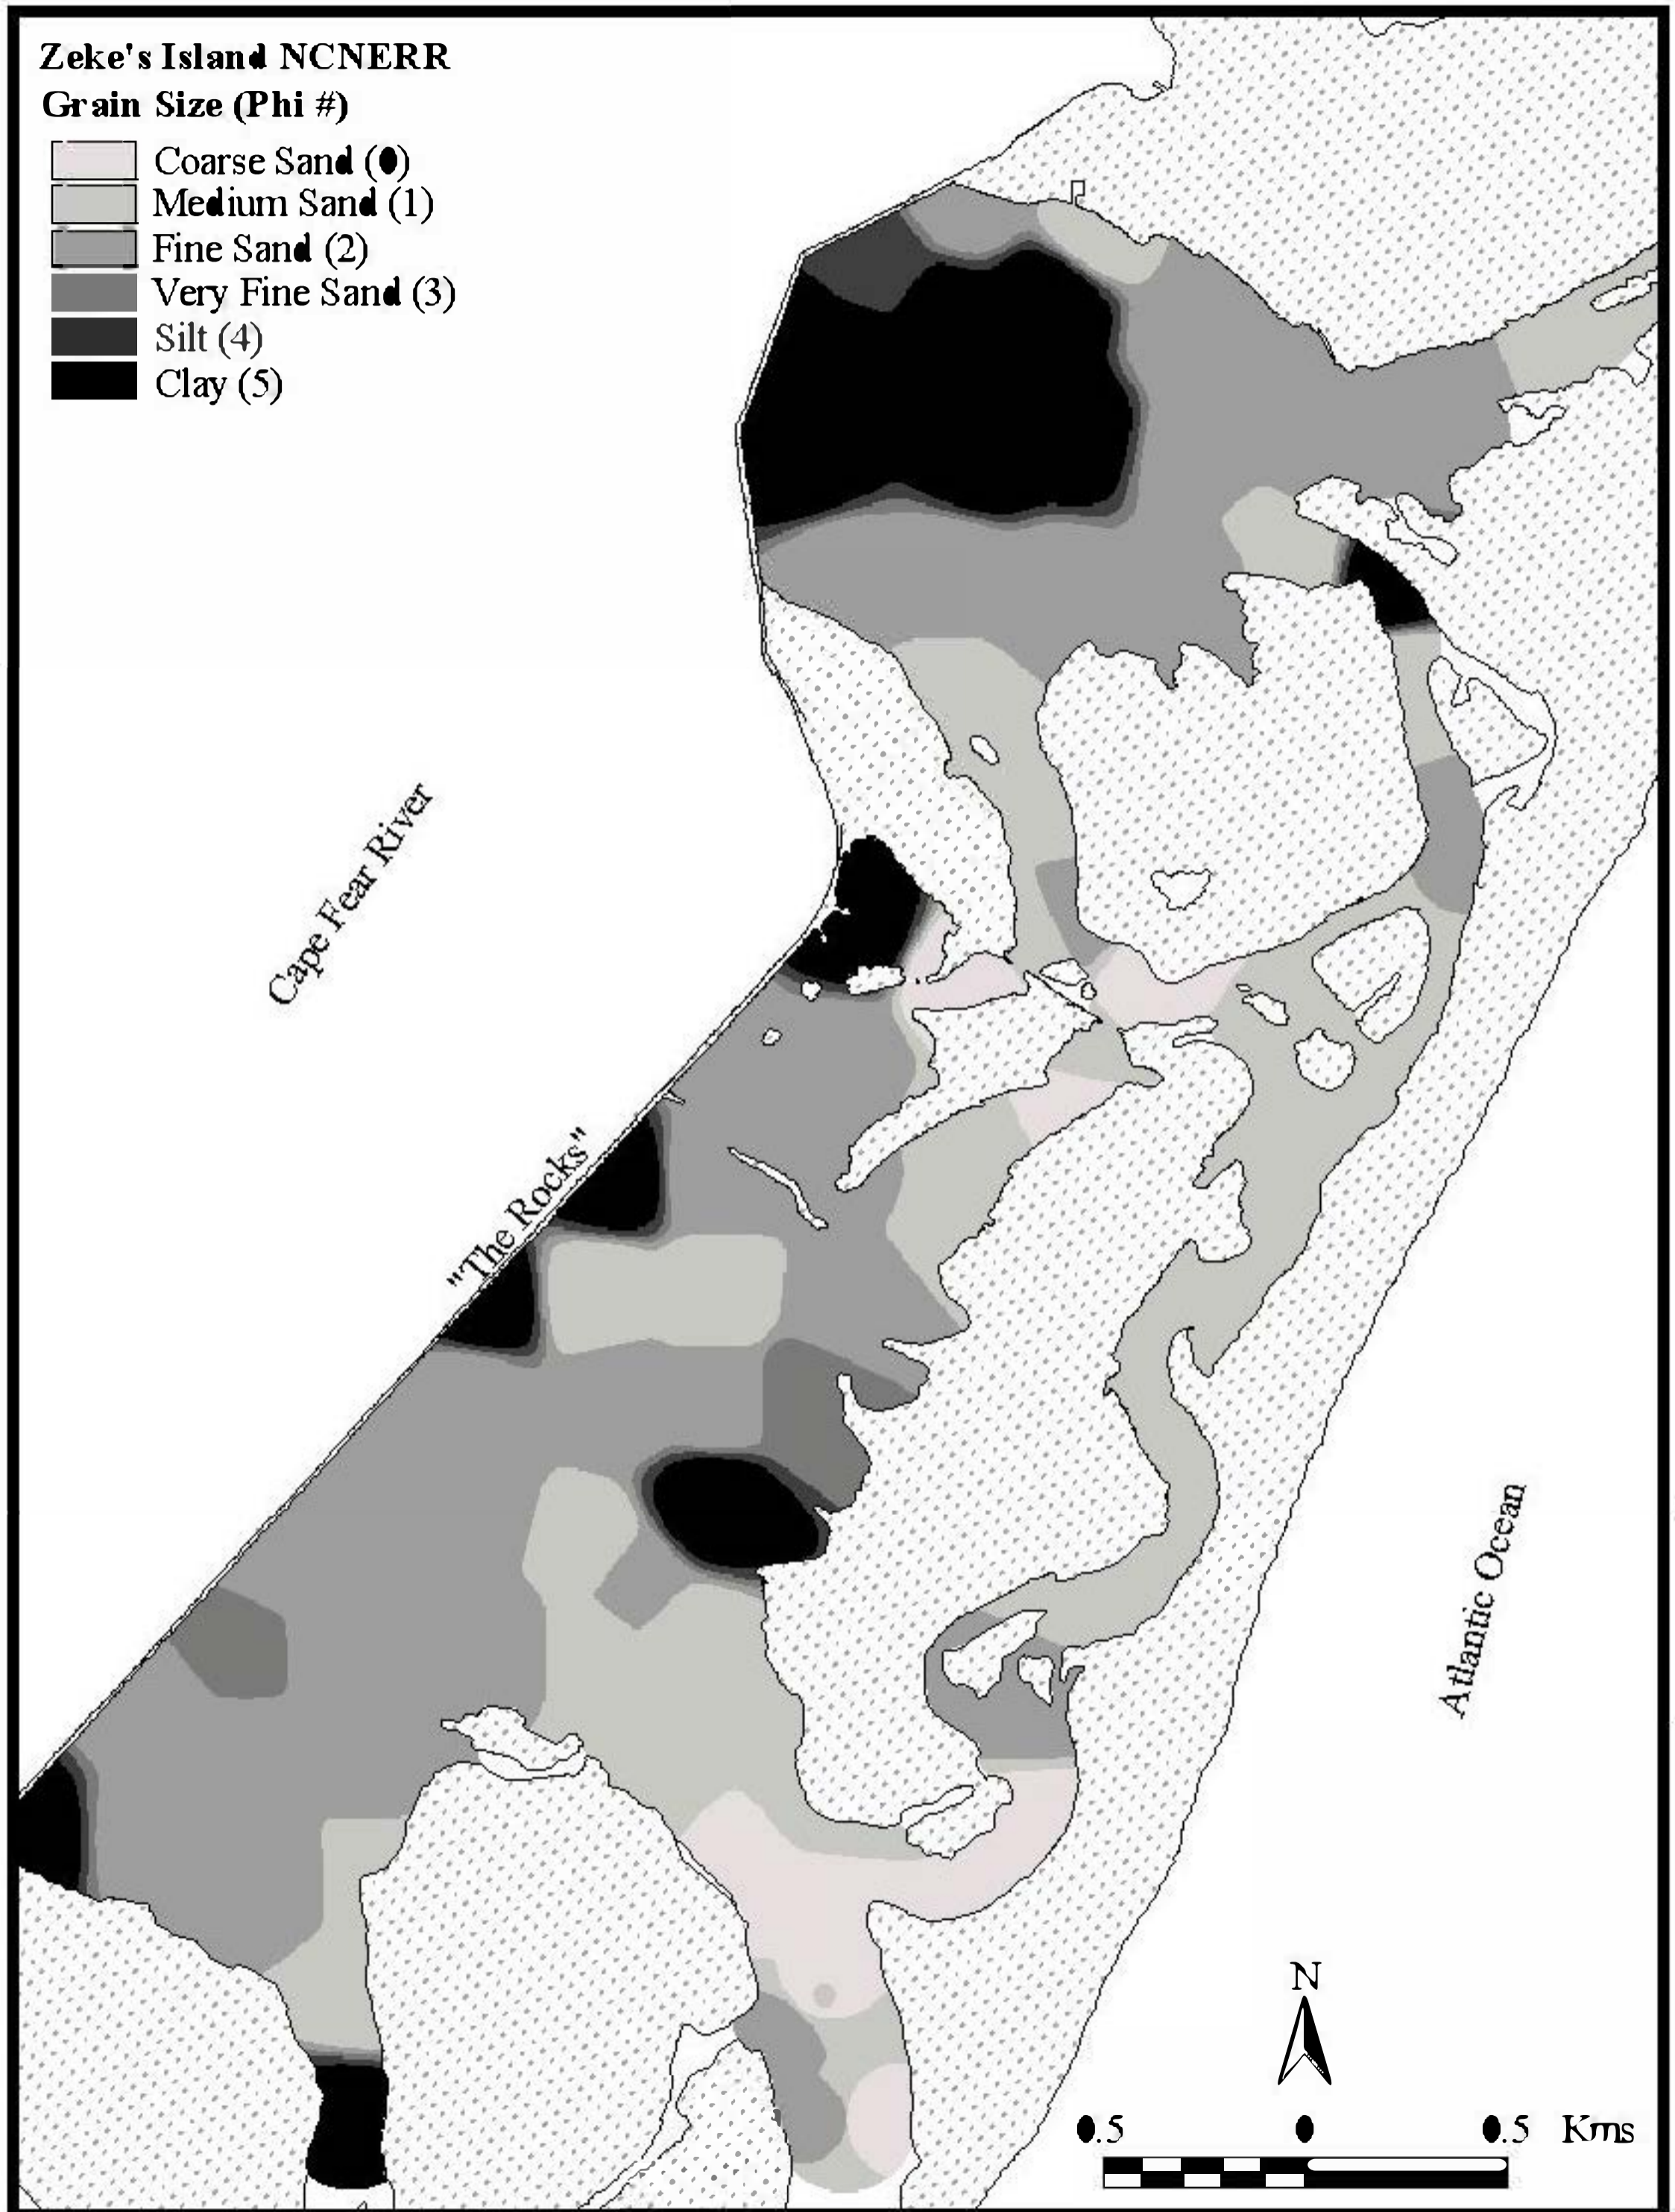 Zeke's Island NCNERR
Grain Size (Phi #)
Coarse Sand (0)
Medium Sand (1)
Fine Sand (2)
Very Fine Sand (3)
Silt (4)
Clay (5)
Cape Fear River
"The Rocks"
Atlantic Ocean
N
0.5 0 0.5 Kms